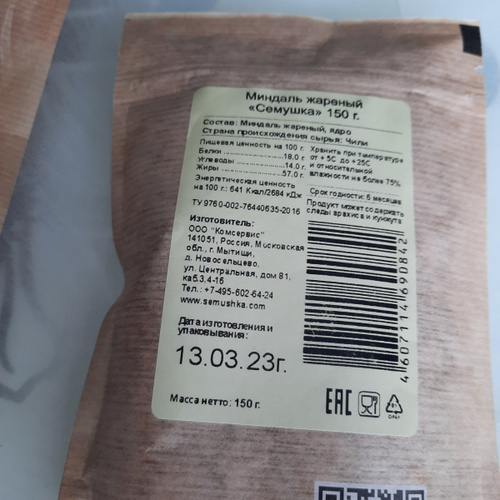 Миндаль жареный
«Семушка» 150 г.
Состав: Миндаль жареный, ядро
Страна происхождения сырья: Чили
Пищевая ценность на 100 г.
Белки 18.0 г.
Углеводы 14.0 г.
Жиры 57.0 г.
Энергетическая ценность
на 100 г.: 641 Ккал/2684 кДж
ТУ 9760-002-76440635-2016
Хранить при температуре
от +5С до +25С
и относительной
влажности не более 75%
Срок годности: 6 месяцев
Продукт может содержать
следы арахиса и кунжута
Изготовитель:
ООО "Комсервис"
141051, Россия, Московская
обл., г. Мытищи,
д. Новосельцево,
ул. Центральная, дом 81,
каб.3,4-16
Тел.: +7-495-602-64-24
www.semushka.com
Дата изготовления и
упаковывания:
13.03.23г.
Масса нетто: 150 г.
4607114690842
EAC